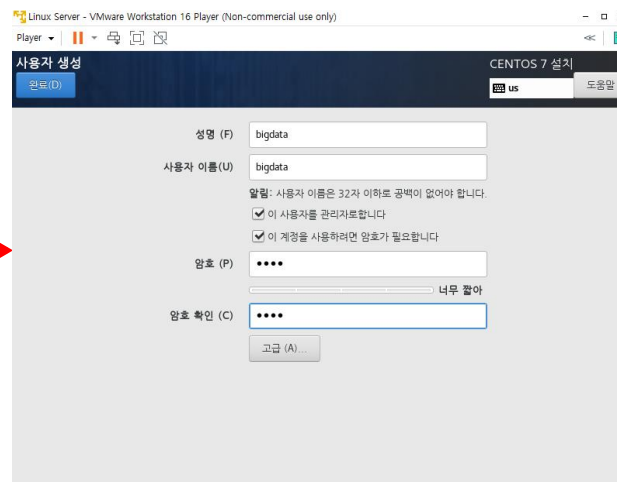 Linux Server - VMware Workstation 16 Player (Non-commercial use only)
Player
사용자 생성
CENTOS 7 설치
완료(D)
us
도움말
성명 (F)
bigdata
사용자 이름(U)
bigdata
알림: 사용자 이름은 32자 이하로 공백이 없어야 합니다.
이 사용자를 관리자로합니다
이 계정을 사용하려면 암호가 필요합니다
암호 (P)
••••
너무 짧아
암호 확인 (C)
••••
고급 (A)...